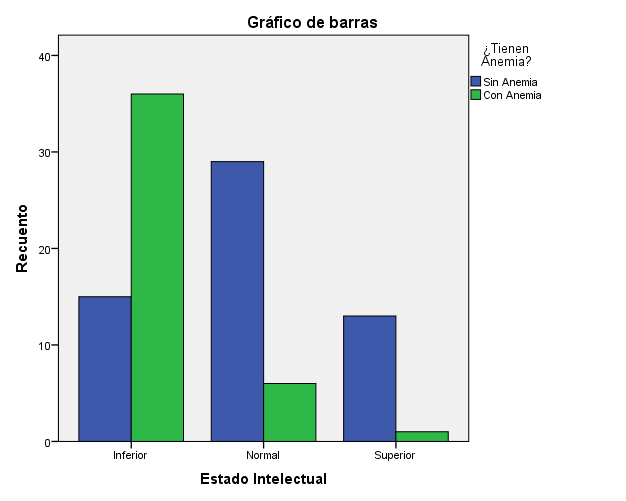 Gráfico de barras
¿Tienen
Anemia?
Sin Anemia
Con Anemia
Recuento
40
30
20
10
0
Inferior
Normal
Superior
Estado Intelectual